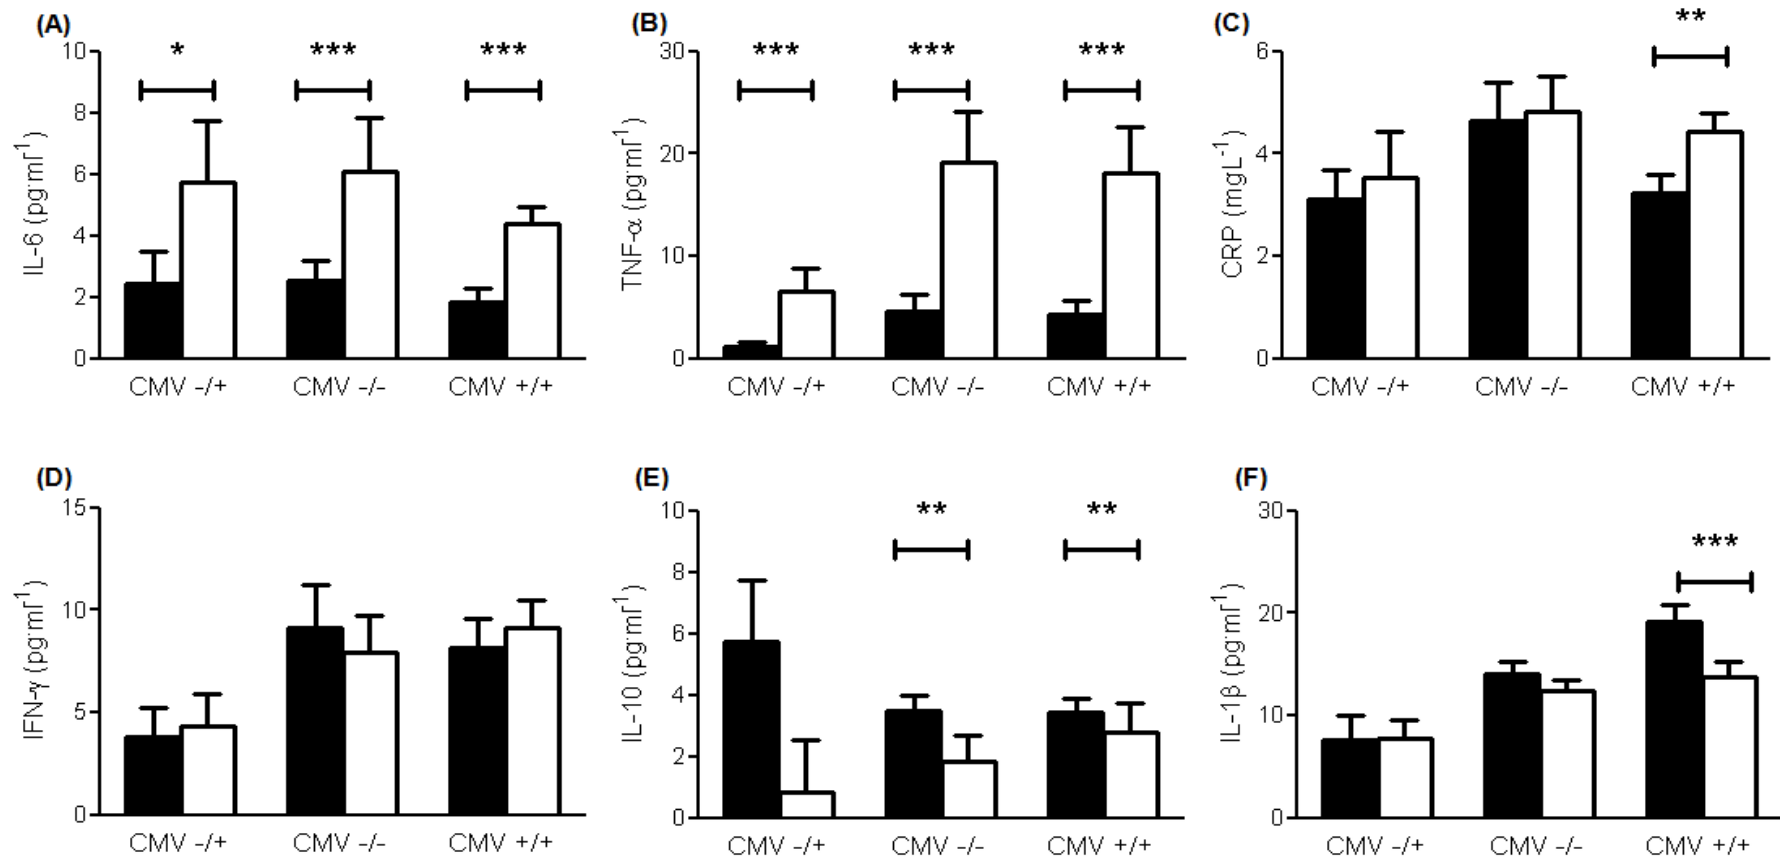 (A)
* *** ***
10
8
6
4
2
0
IL-6 (pg.ml-1)
CMV -/+ CMV -/- CMV +/+
(B)
*** *** ***
30
20
10
0
TNF-α (pg.ml-1)
CMV -/+ CMV -/- CMV +/+
(C)
**
6
4
2
0
CRP (mgL-1)
CMV -/+ CMV -/- CMV +/+
(D)
15
10
5
0
IFN-γ (pg.ml-1)
CMV -/+ CMV -/- CMV +/+
(E)
** **
10
8
6
4
2
0
IL-10 (pg.ml-1)
CMV -/+ CMV -/- CMV +/+
(F)
***
30
20
10
0
IL-1β (pg.ml-1)
CMV -/+ CMV -/- CMV +/+